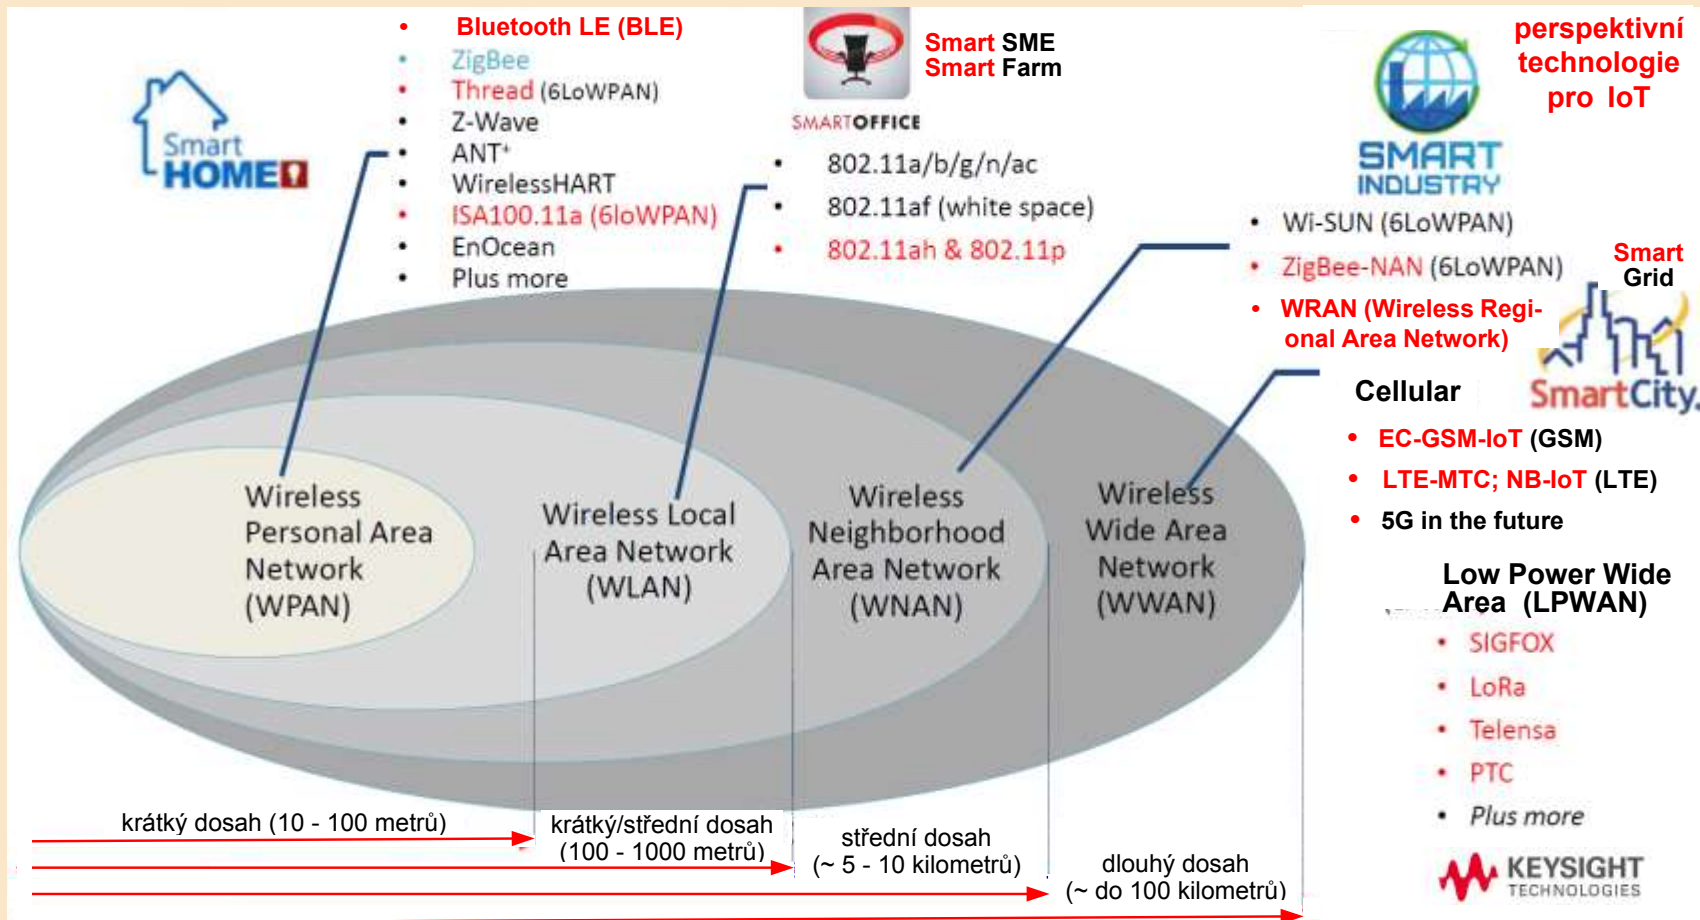 • Bluetooth LE (BLE)
• ZigBee
• Thread (6LoWPAN)
• Z-Wave
• ANT+
• WirelessHART
• ISA100.11a (6loWPAN)
• EnOcean
• Plus more
Smart
HOME
Smart SME
Smart Farm
SMARTOFFICE
• 802.11a/b/g/n/ac
• 802.11af (white space)
• 802.11ah & 802.11p
perspektivní
technologie
pro IoT
SMART
INDUSTRY
• Wi-SUN (6LoWPAN)
• ZigBee-NAN (6LoWPAN)
• WRAN (Wireless Regi-
onal Area Network)
Smart
Grid
SmartCity.
Cellular
• EC-GSM-IoT (GSM)
• LTE-MTC; NB-IoT (LTE)
• 5G in the future
Low Power Wide
Area (LPWAN)
• SIGFOX
• LoRa
• Telensa
• PTC
• Plus more
Wireless
Personal Area
Network
(WPAN)
Wireless Local
Area Network
(WLAN)
Wireless
Neighborhood
Area Network
(WNAN)
Wireless
Wide Area
Network
(WWAN)
krátký dosah (10 - 100 metrů)
krátký/střední dosah
(100 - 1000 metrů)
střední dosah
(~ 5 - 10 kilometrů)
dlouhý dosah
(~ do 100 kilometrů)
KEYSIGHT
TECHNOLOGIES